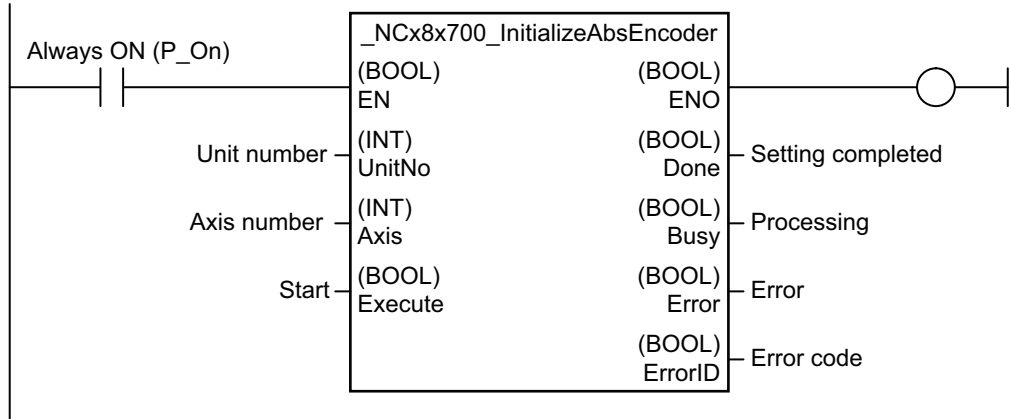 _NCx8x700_InitializeAbsEncoder
Always ON (P_On)
(BOOL) (BOOL)
EN ENO
Unit number (INT) (BOOL) Setting completed
UnitNo Done
Axis number (INT) (BOOL) Processing
Axis Busy
Start (BOOL) (BOOL) Error
Execute Error
(BOOL) Error code
ErrorID